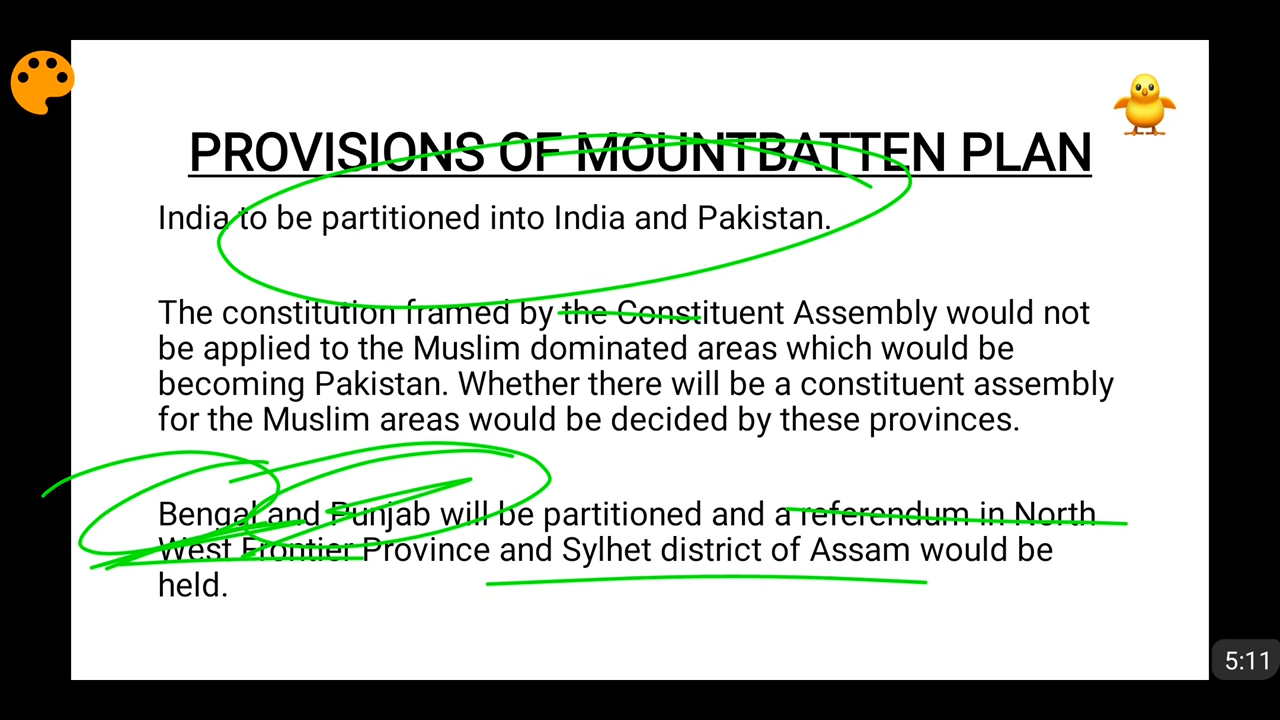 PROVISIONS OF MOUNTBATTEN PLAN
India to be partitioned into India and Pakistan.
The constitution framed by the Constituent Assembly would not
be applied to the Muslim dominated areas which would be
becoming Pakistan. Whether there will be a constituent assembly
for the Muslim areas would be decided by these provinces.
Bengal and Punjab will be partitioned and a referendum in North
West Frontier Province and Sylhet district of Assam would be
held.
5:11